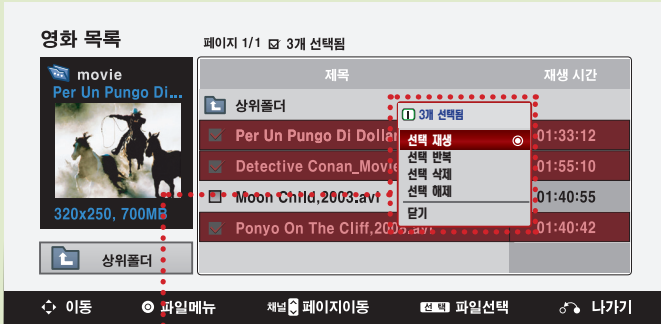 영화 목록
페이지 1/1 3개 선택됨
movie
Per Un Pungo Di...
320x250, 700MB
상위폴더
제목 재생 시간
상위폴더
Per Un Pungo Di Dollar 01:33:12
Detective Conan_Movie 01:55:10
Moon Child,2003.avi 01:40:55
Ponyo On The Cliff,2008.avi 01:40:42
3개 선택됨
선택 재생
선택 반복
선택 삭제
선택 해제
닫기
이동 파일메뉴 채널 페이지이동 선택 파일선택 나가기